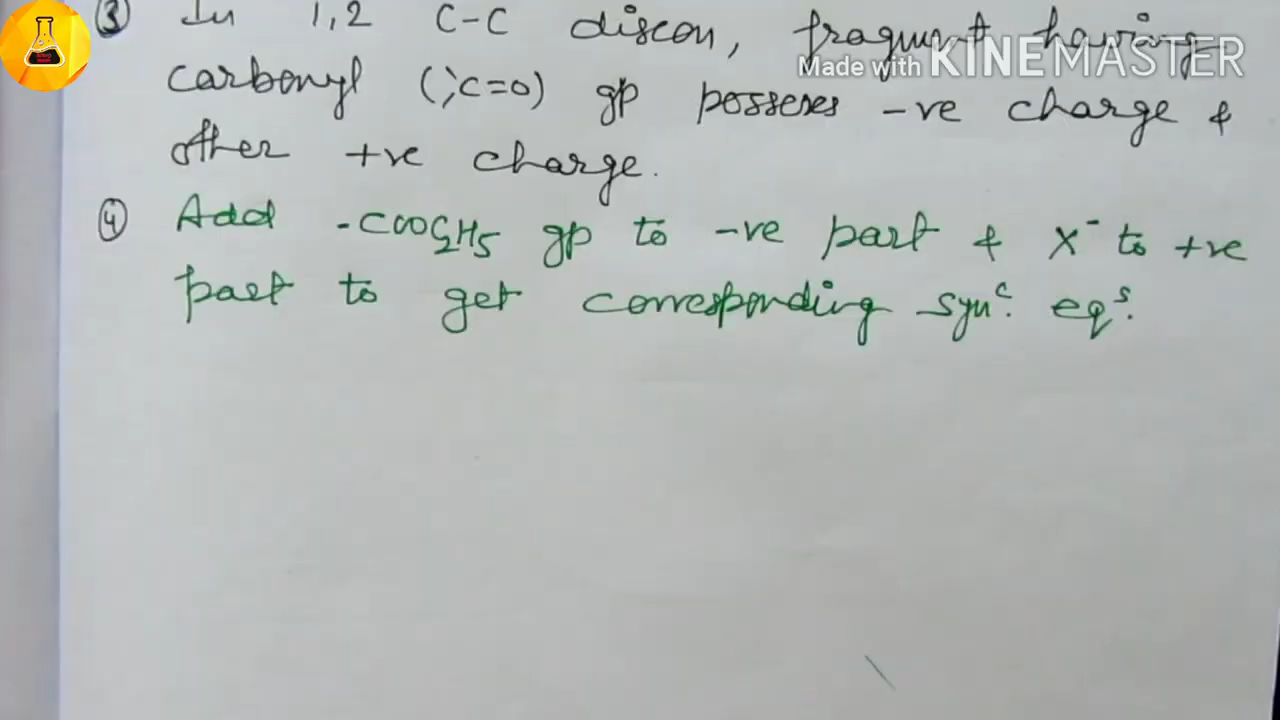 ③ In 1,2 C-C discon, fragment having
Made with KINEMASTER
carbonyl (>C=O) gp possesses -ve charge &
other +ve charge.
④ Add -COOC2H5 gp to -ve part & X⁻ to +ve
part to get corresponding synᶜ. eqˢ.